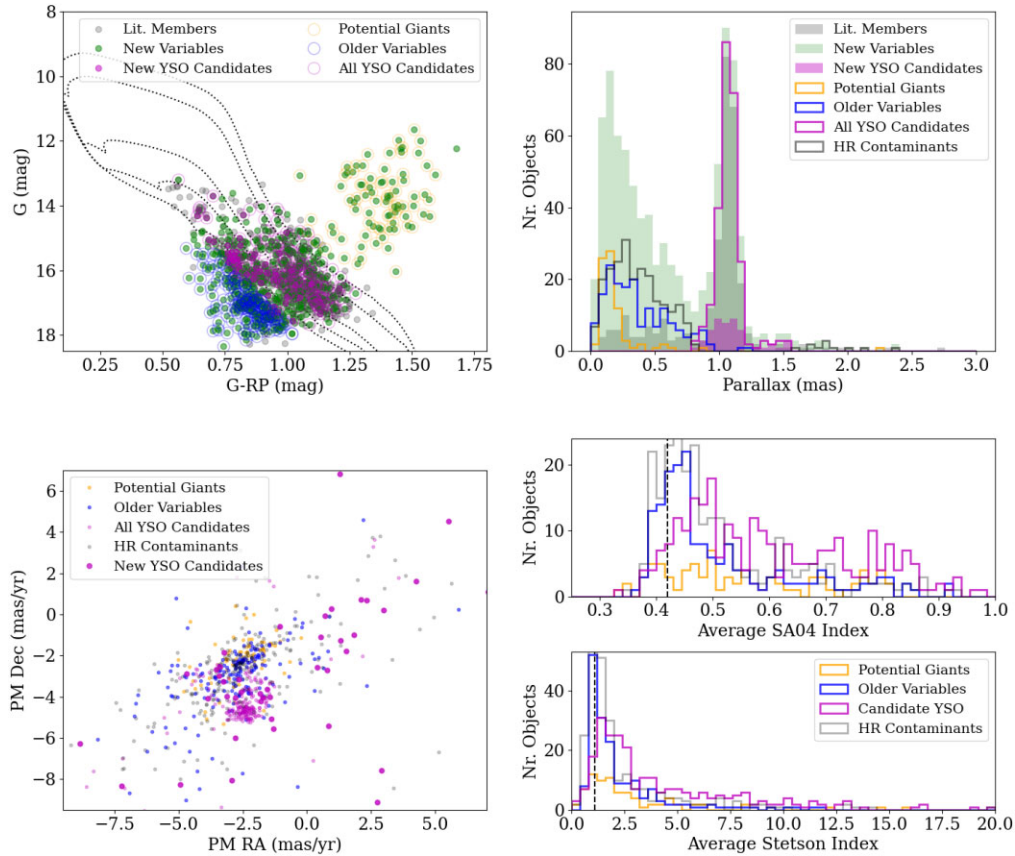 Lit. Members
New Variables
New YSO Candidates
Potential Giants
Older Variables
All YSO Candidates
8
10
12
14
16
18
G (mag)
0.25
0.50
0.75
1.00
1.25
1.50
1.75
G-RP (mag)
Lit. Members
New Variables
New YSO Candidates
Potential Giants
Older Variables
All YSO Candidates
HR Contaminants
80
60
40
20
0
Nr. Objects
0.0
0.5
1.0
1.5
2.0
2.5
3.0
Parallax (mas)
Potential Giants
Older Variables
All YSO Candidates
HR Contaminants
New YSO Candidates
6
4
2
0
−2
−4
−6
−8
PM Dec (mas/yr)
−7.5
−5.0
−2.5
0.0
2.5
5.0
PM RA (mas/yr)
20
10
0
Nr. Objects
0.3
0.4
0.5
0.6
0.7
0.8
0.9
1.0
Average SA04 Index
Potential Giants
Older Variables
Candidate YSO
HR Contaminants
40
20
0
Nr. Objects
0.0
2.5
5.0
7.5
10.0
12.5
15.0
17.5
20.0
Average Stetson Index